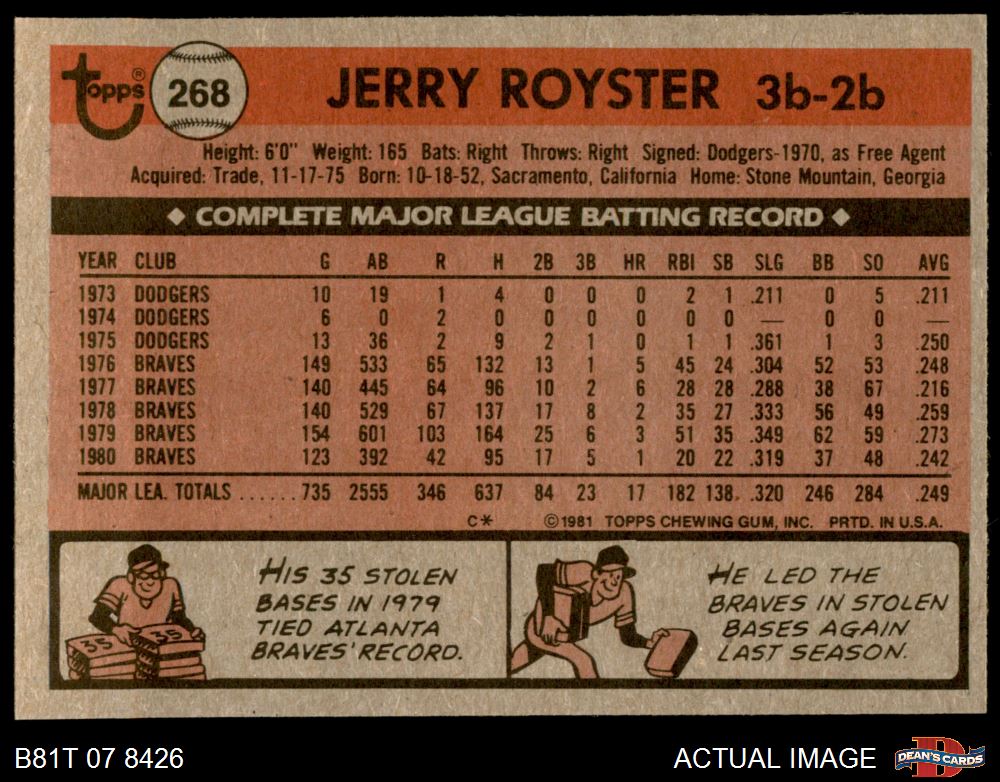 topps® 268 JERRY ROYSTER 3b-2b
Height: 6'0" Weight: 165 Bats: Right Throws: Right Signed: Dodgers-1970, as Free Agent
Acquired: Trade, 11-17-75 Born: 10-18-52, Sacramento, California Home: Stone Mountain, Georgia
◆ COMPLETE MAJOR LEAGUE BATTING RECORD ◆
YEAR CLUB G AB R H 2B 3B HR RBI SB SLG BB SO AVG
1973 DODGERS 10 19 1 4 0 0 0 2 1 .211 0 5 .211
1974 DODGERS 6 0 2 0 0 0 0 0 0 — 0 0 —
1975 DODGERS 13 36 2 9 2 1 0 1 1 .361 1 3 .250
1976 BRAVES 149 533 65 132 13 1 5 45 24 .304 52 53 .248
1977 BRAVES 140 445 64 96 10 2 6 28 28 .288 38 67 .216
1978 BRAVES 140 529 67 137 17 8 2 35 27 .333 56 49 .259
1979 BRAVES 154 601 103 164 25 6 3 51 35 .349 62 59 .273
1980 BRAVES 123 392 42 95 17 5 1 20 22 .319 37 48 .242
MAJOR LEA. TOTALS ...... 735 2555 346 637 84 23 17 182 138. .320 246 284 .249
C* ©1981 TOPPS CHEWING GUM, INC. PRTD. IN U.S.A.
35 35
HIS 35 STOLEN
BASES IN 1979
TIED ATLANTA
BRAVES' RECORD.
HE LED THE
BRAVES IN STOLEN
BASES AGAIN
LAST SEASON.
B81T 07 8426 ACTUAL IMAGE D DEAN'S CARDS